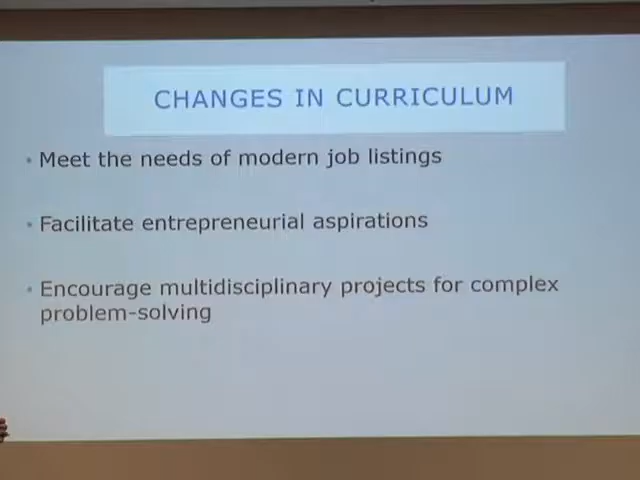 CHANGES IN CURRICULUM
• Meet the needs of modern job listings
• Facilitate entrepreneurial aspirations
• Encourage multidisciplinary projects for complex
problem-solving